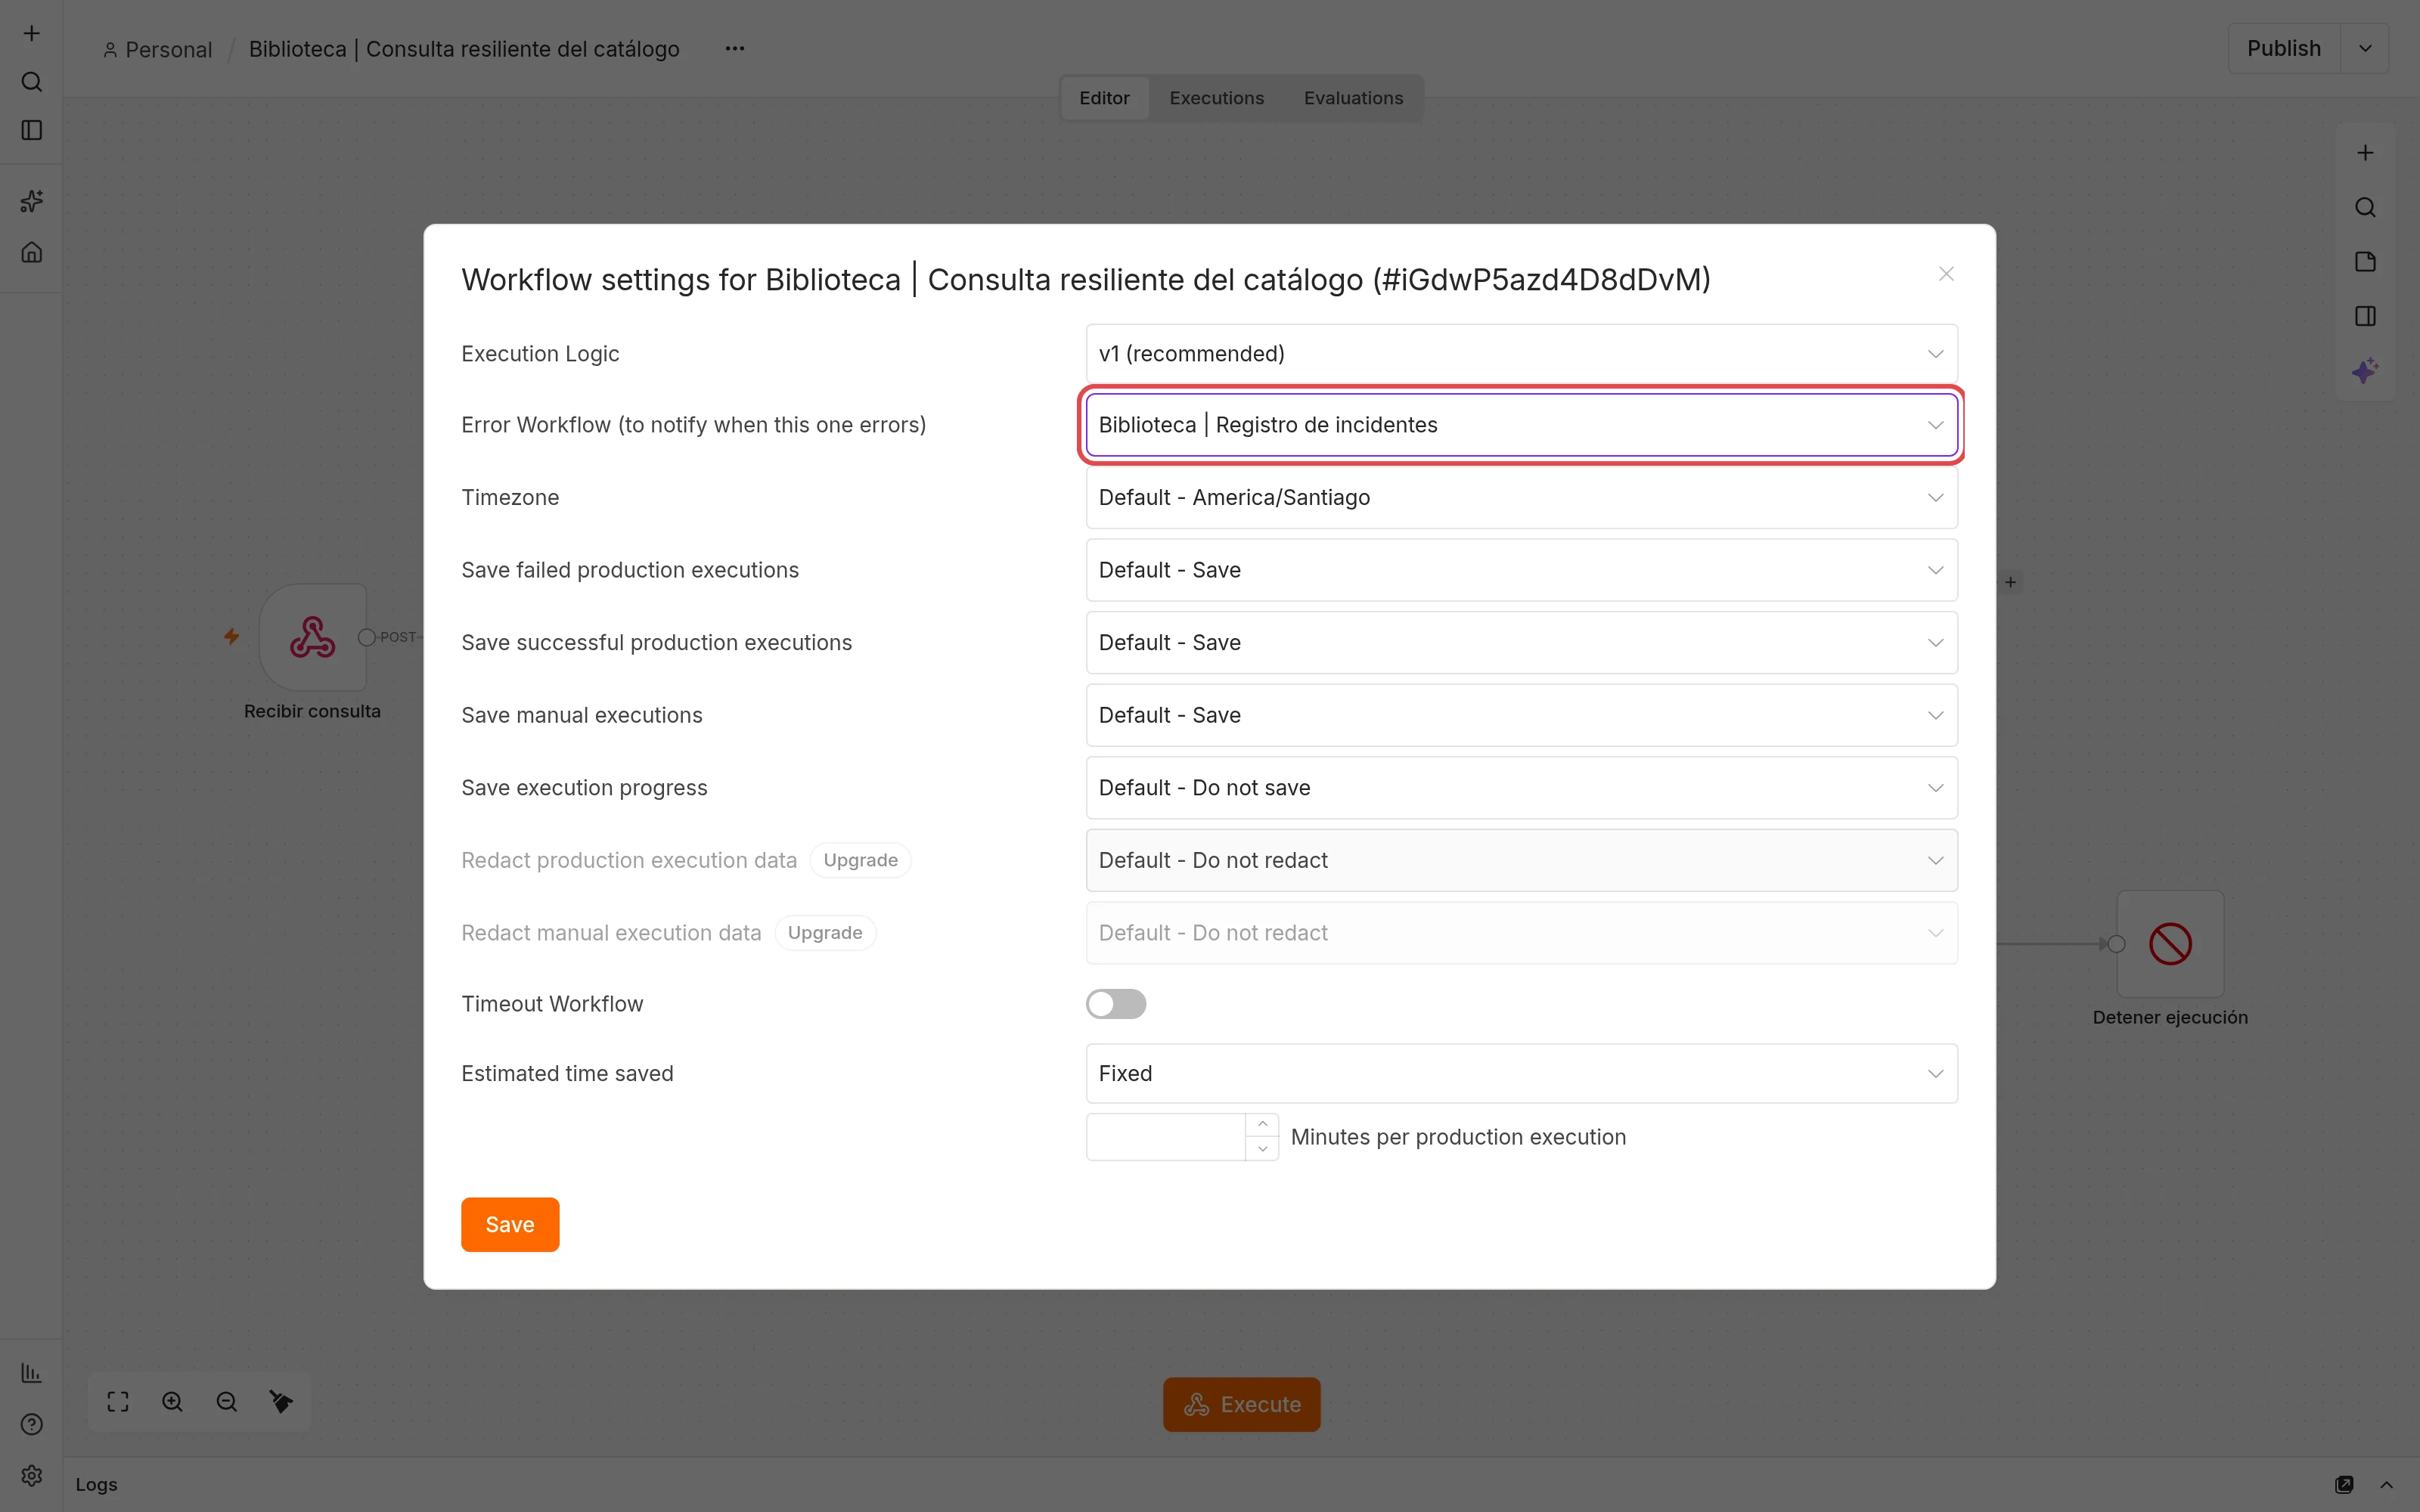 Personal / Biblioteca | Consulta resiliente del catálogo
Publish
Editor Executions Evaluations
Workflow settings for Biblioteca | Consulta resiliente del catálogo (#iGdwP5azd4D8dDvM)
Execution Logic v1 (recommended)
Error Workflow (to notify when this one errors) Biblioteca | Registro de incidentes
Timezone Default - America/Santiago
Save failed production executions Default - Save
Save successful production executions Default - Save
POST
Recibir consulta
Save manual executions Default - Save
Save execution progress Default - Do not save
Redact production execution data Upgrade Default - Do not redact
Redact manual execution data Upgrade Default - Do not redact
Timeout Workflow
Detener ejecución
Estimated time saved Fixed
Minutes per production execution
Save
Execute
Logs